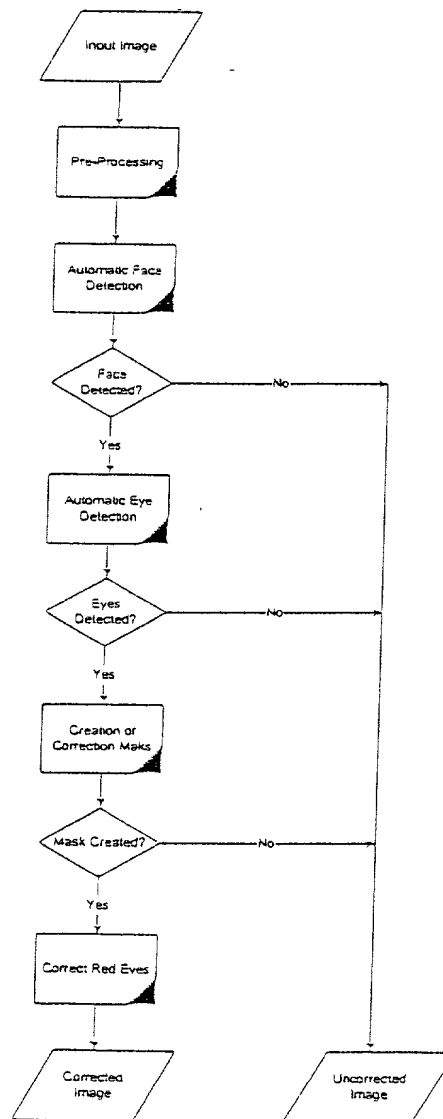 Inout Image
Pre-Processing
Automatic Face
Detection
Face
Detected?
No
Yes
Automatic Eye
Detection
Eyes
Detected?
No
Yes
Creation of
Correction Maks
Mask Created?
No
Yes
Correct Red Eyes
Corrected
Image
Uncorrected
Image